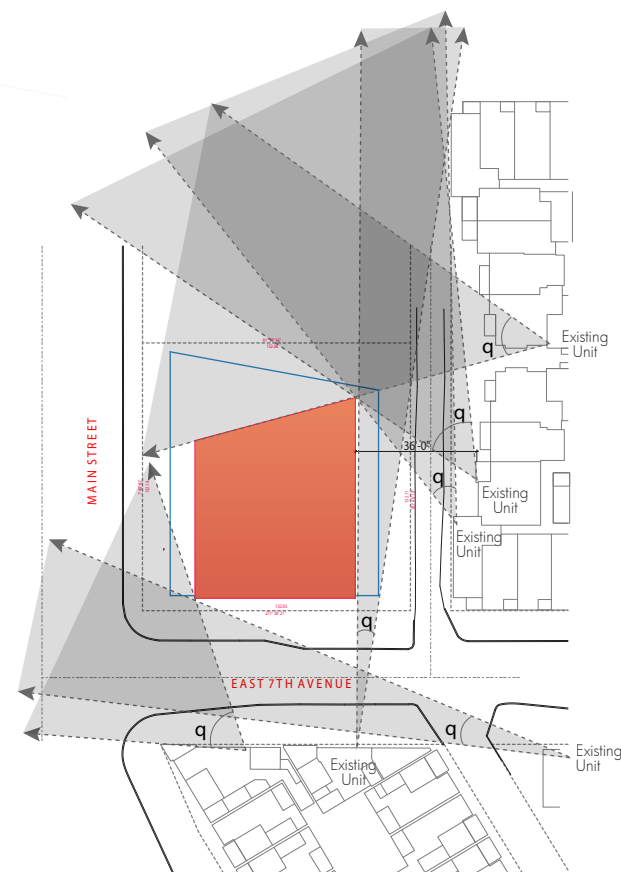 Existing
Unit
q
q
36'-0"
q
Existing
Unit
Existing
Unit
MAIN STREET
q
EAST 7TH AVENUE
q
q
Existing
Unit
Existing
Unit